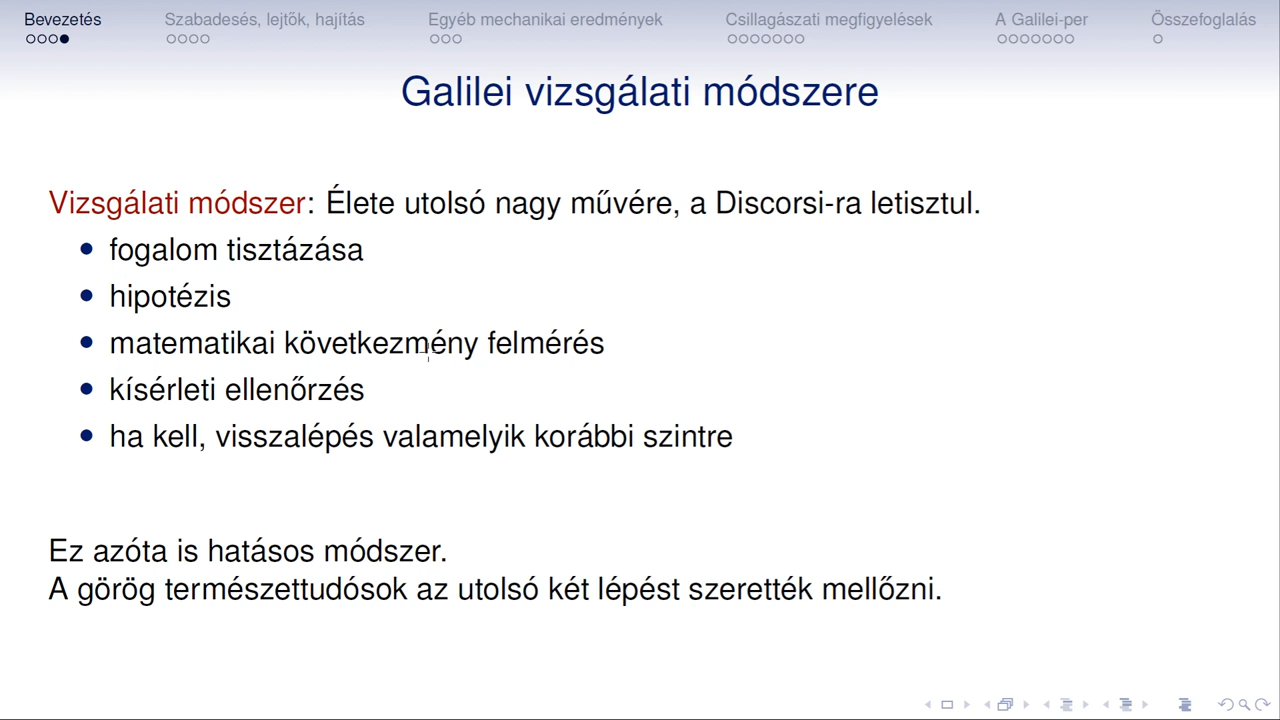 Bevezetés Szabadesés, lejtők, hajítás Egyéb mechanikai eredmények Csillagászati megfigyelések A Galilei-per Összefoglalás
Galilei vizsgálati módszere
Vizsgálati módszer: Élete utolsó nagy művére, a Discorsi-ra letisztul.
fogalom tisztázása
hipotézis
matematikai következmény felmérés
kísérleti ellenőrzés
ha kell, visszalépés valamelyik korábbi szintre
Ez azóta is hatásos módszer.
A görög természettudósok az utolsó két lépést szerették mellőzni.